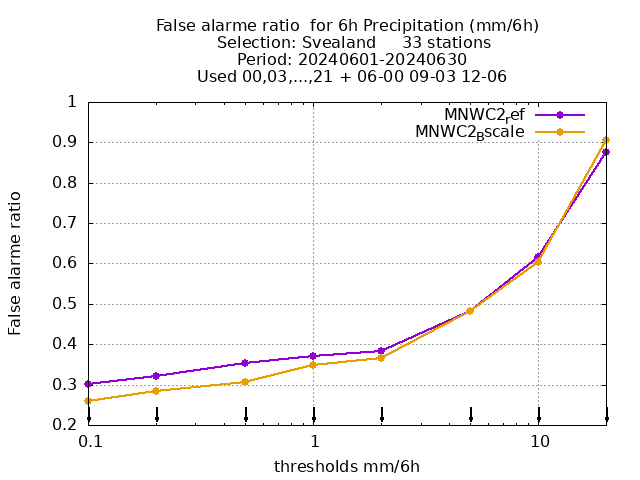 False alarme ratio  for 6h Precipitation (mm/6h)
Selection: Svealand     33 stations
Period: 20240601-20240630
Used 00,03,...,21 + 06-00 09-03 12-06
MNWC2ref
MNWC2Bscale
False alarme ratio
1
0.9
0.8
0.7
0.6
0.5
0.4
0.3
0.2
0.1 1 10
thresholds mm/6h